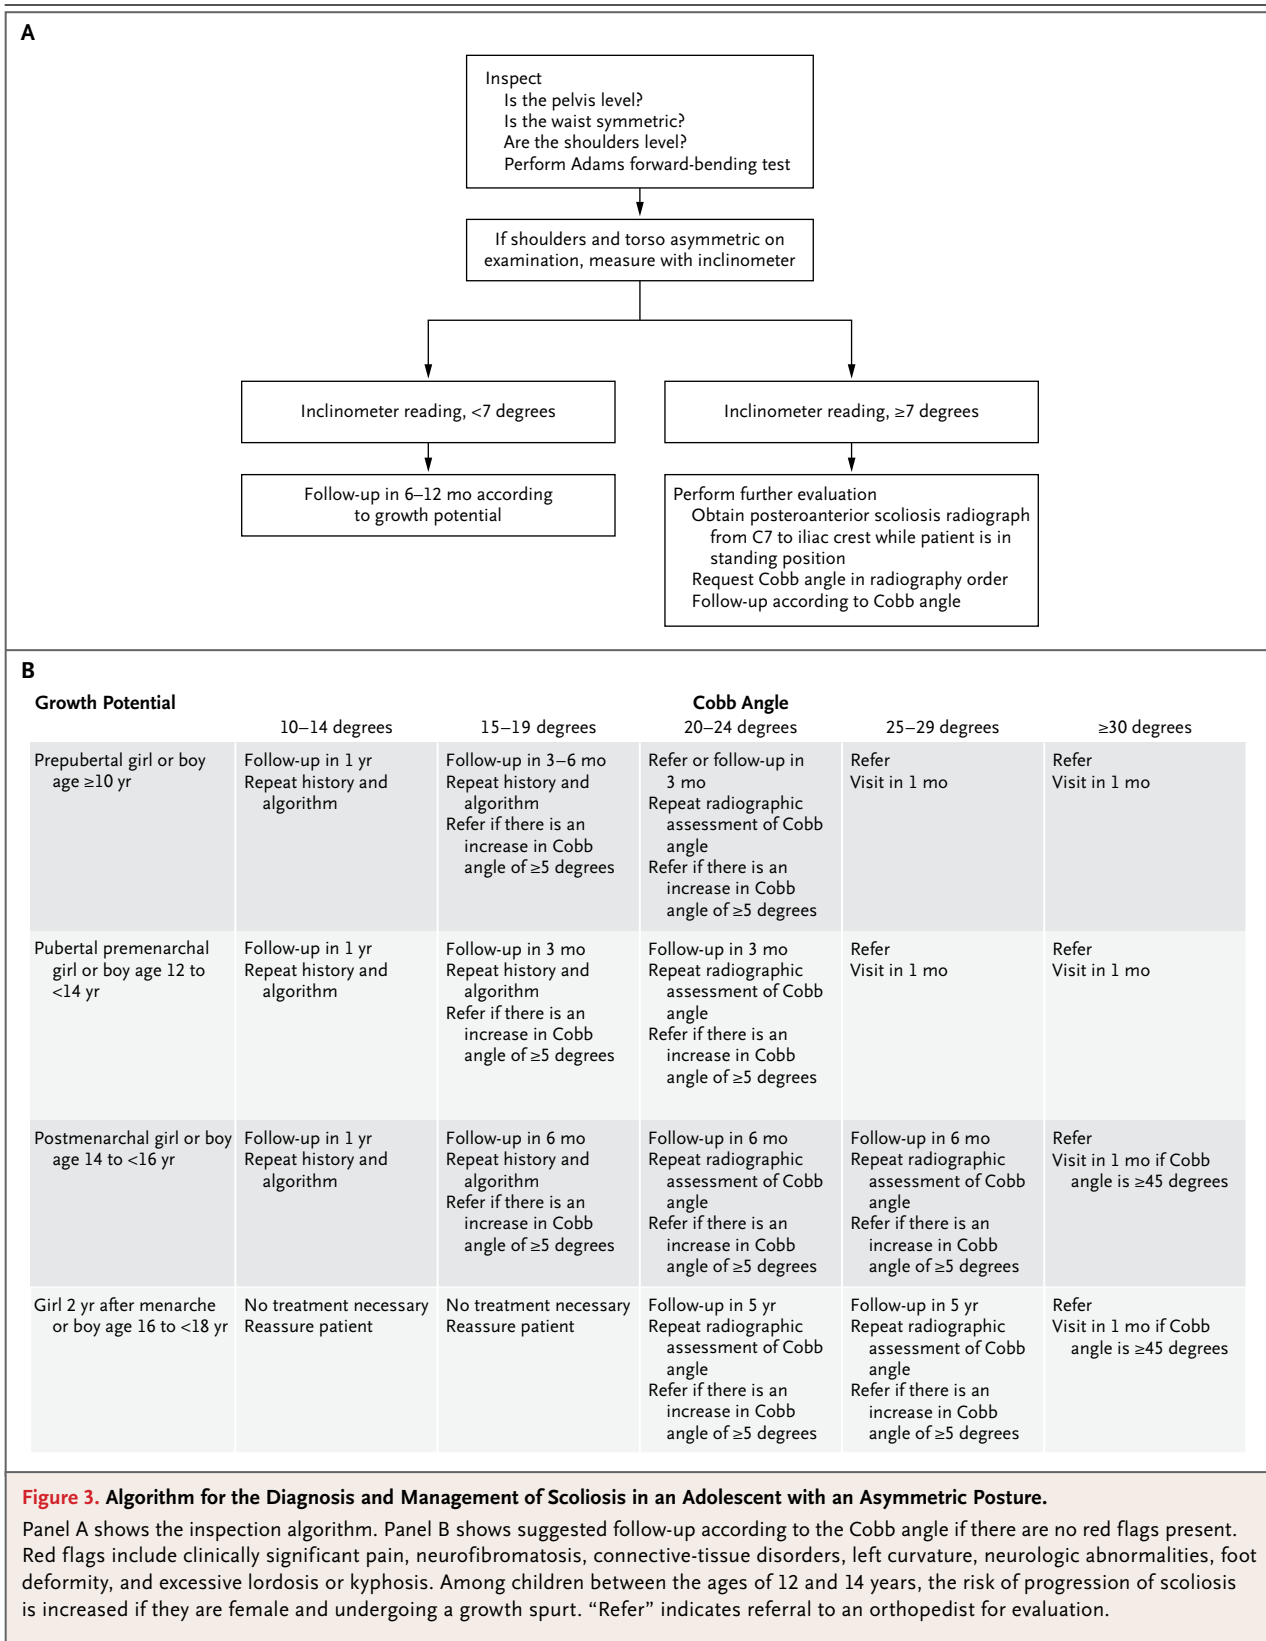 A
Inspect
Is the pelvis level?
Is the waist symmetric?
Are the shoulders level?
Perform Adams forward-bending test
If shoulders and torso asymmetric on
examination, measure with inclinometer
Inclinometer reading, <7 degrees
Follow-up in 6–12 mo according
to growth potential
Inclinometer reading, ≥7 degrees
Perform further evaluation
Obtain posteroanterior scoliosis radiograph
from C7 to iliac crest while patient is in
standing position
Request Cobb angle in radiography order
Follow-up according to Cobb angle
B
Growth Potential
Cobb Angle
10–14 degrees
15–19 degrees
20–24 degrees
25–29 degrees
≥30 degrees
Prepubertal girl or boy
age ≥10 yr
Follow-up in 1 yr
Repeat history and
algorithm
Follow-up in 3–6 mo
Repeat history and
algorithm
Refer if there is an
increase in Cobb
angle of ≥5 degrees
Refer or follow-up in
3 mo
Repeat radiographic
assessment of Cobb
angle
Refer if there is an
increase in Cobb
angle of ≥5 degrees
Refer
Visit in 1 mo
Refer
Visit in 1 mo
Pubertal premenarchal
girl or boy age 12 to
<14 yr
Follow-up in 1 yr
Repeat history and
algorithm
Follow-up in 3 mo
Repeat history and
algorithm
Refer if there is an
increase in Cobb
angle of ≥5 degrees
Follow-up in 3 mo
Repeat radiographic
assessment of Cobb
angle
Refer if there is an
increase in Cobb
angle of ≥5 degrees
Refer
Visit in 1 mo
Refer
Visit in 1 mo
Postmenarchal girl or boy
age 14 to <16 yr
Follow-up in 1 yr
Repeat history and
algorithm
Follow-up in 6 mo
Repeat history and
algorithm
Refer if there is an
increase in Cobb
angle of ≥5 degrees
Follow-up in 6 mo
Repeat radiographic
assessment of Cobb
angle
Refer if there is an
increase in Cobb
angle of ≥5 degrees
Follow-up in 6 mo
Repeat radiographic
assessment of Cobb
angle
Refer if there is an
increase in Cobb
angle of ≥5 degrees
Refer
Visit in 1 mo if Cobb
angle is ≥45 degrees
Girl 2 yr after menarche
or boy age 16 to <18 yr
No treatment necessary
Reassure patient
No treatment necessary
Reassure patient
Follow-up in 5 yr
Repeat radiographic
assessment of Cobb
angle
Refer if there is an
increase in Cobb
angle of ≥5 degrees
Follow-up in 5 yr
Repeat radiographic
assessment of Cobb
angle
Refer if there is an
increase in Cobb
angle of ≥5 degrees
Refer
Visit in 1 mo if Cobb
angle is ≥45 degrees
Figure 3. Algorithm for the Diagnosis and Management of Scoliosis in an Adolescent with an Asymmetric Posture.
Panel A shows the inspection algorithm. Panel B shows suggested follow-up according to the Cobb angle if there are no red flags present.
Red flags include clinically significant pain, neurofibromatosis, connective-tissue disorders, left curvature, neurologic abnormalities, foot
deformity, and excessive lordosis or kyphosis. Among children between the ages of 12 and 14 years, the risk of progression of scoliosis
is increased if they are female and undergoing a growth spurt. “Refer” indicates referral to an orthopedist for evaluation.